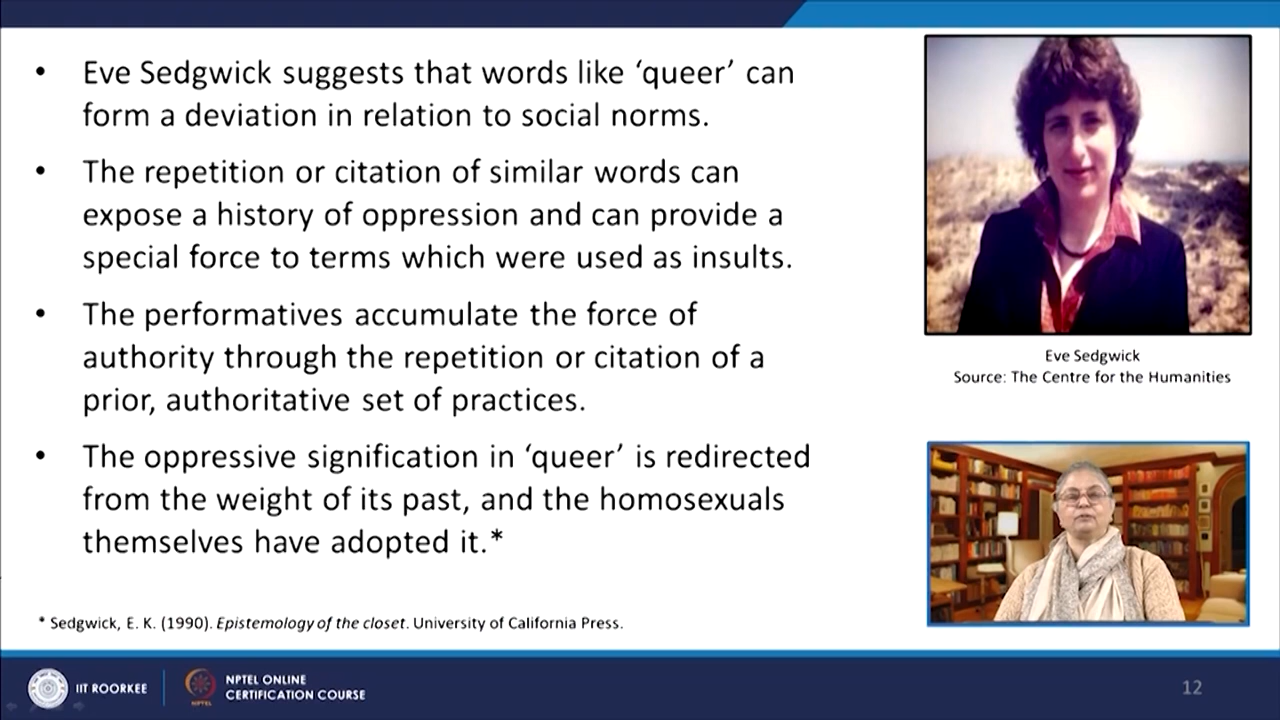 • Eve Sedgwick suggests that words like ‘queer’ can
form a deviation in relation to social norms.
• The repetition or citation of similar words can
expose a history of oppression and can provide a
special force to terms which were used as insults.
• The performatives accumulate the force of
authority through the repetition or citation of a
prior, authoritative set of practices.
• The oppressive signification in ‘queer’ is redirected
from the weight of its past, and the homosexuals
themselves have adopted it.*
Eve Sedgwick
Source: The Centre for the Humanities
* Sedgwick, E. K. (1990). Epistemology of the closet. University of California Press.
IIT ROORKEE
NPTEL
NPTEL ONLINE
CERTIFICATION COURSE
12